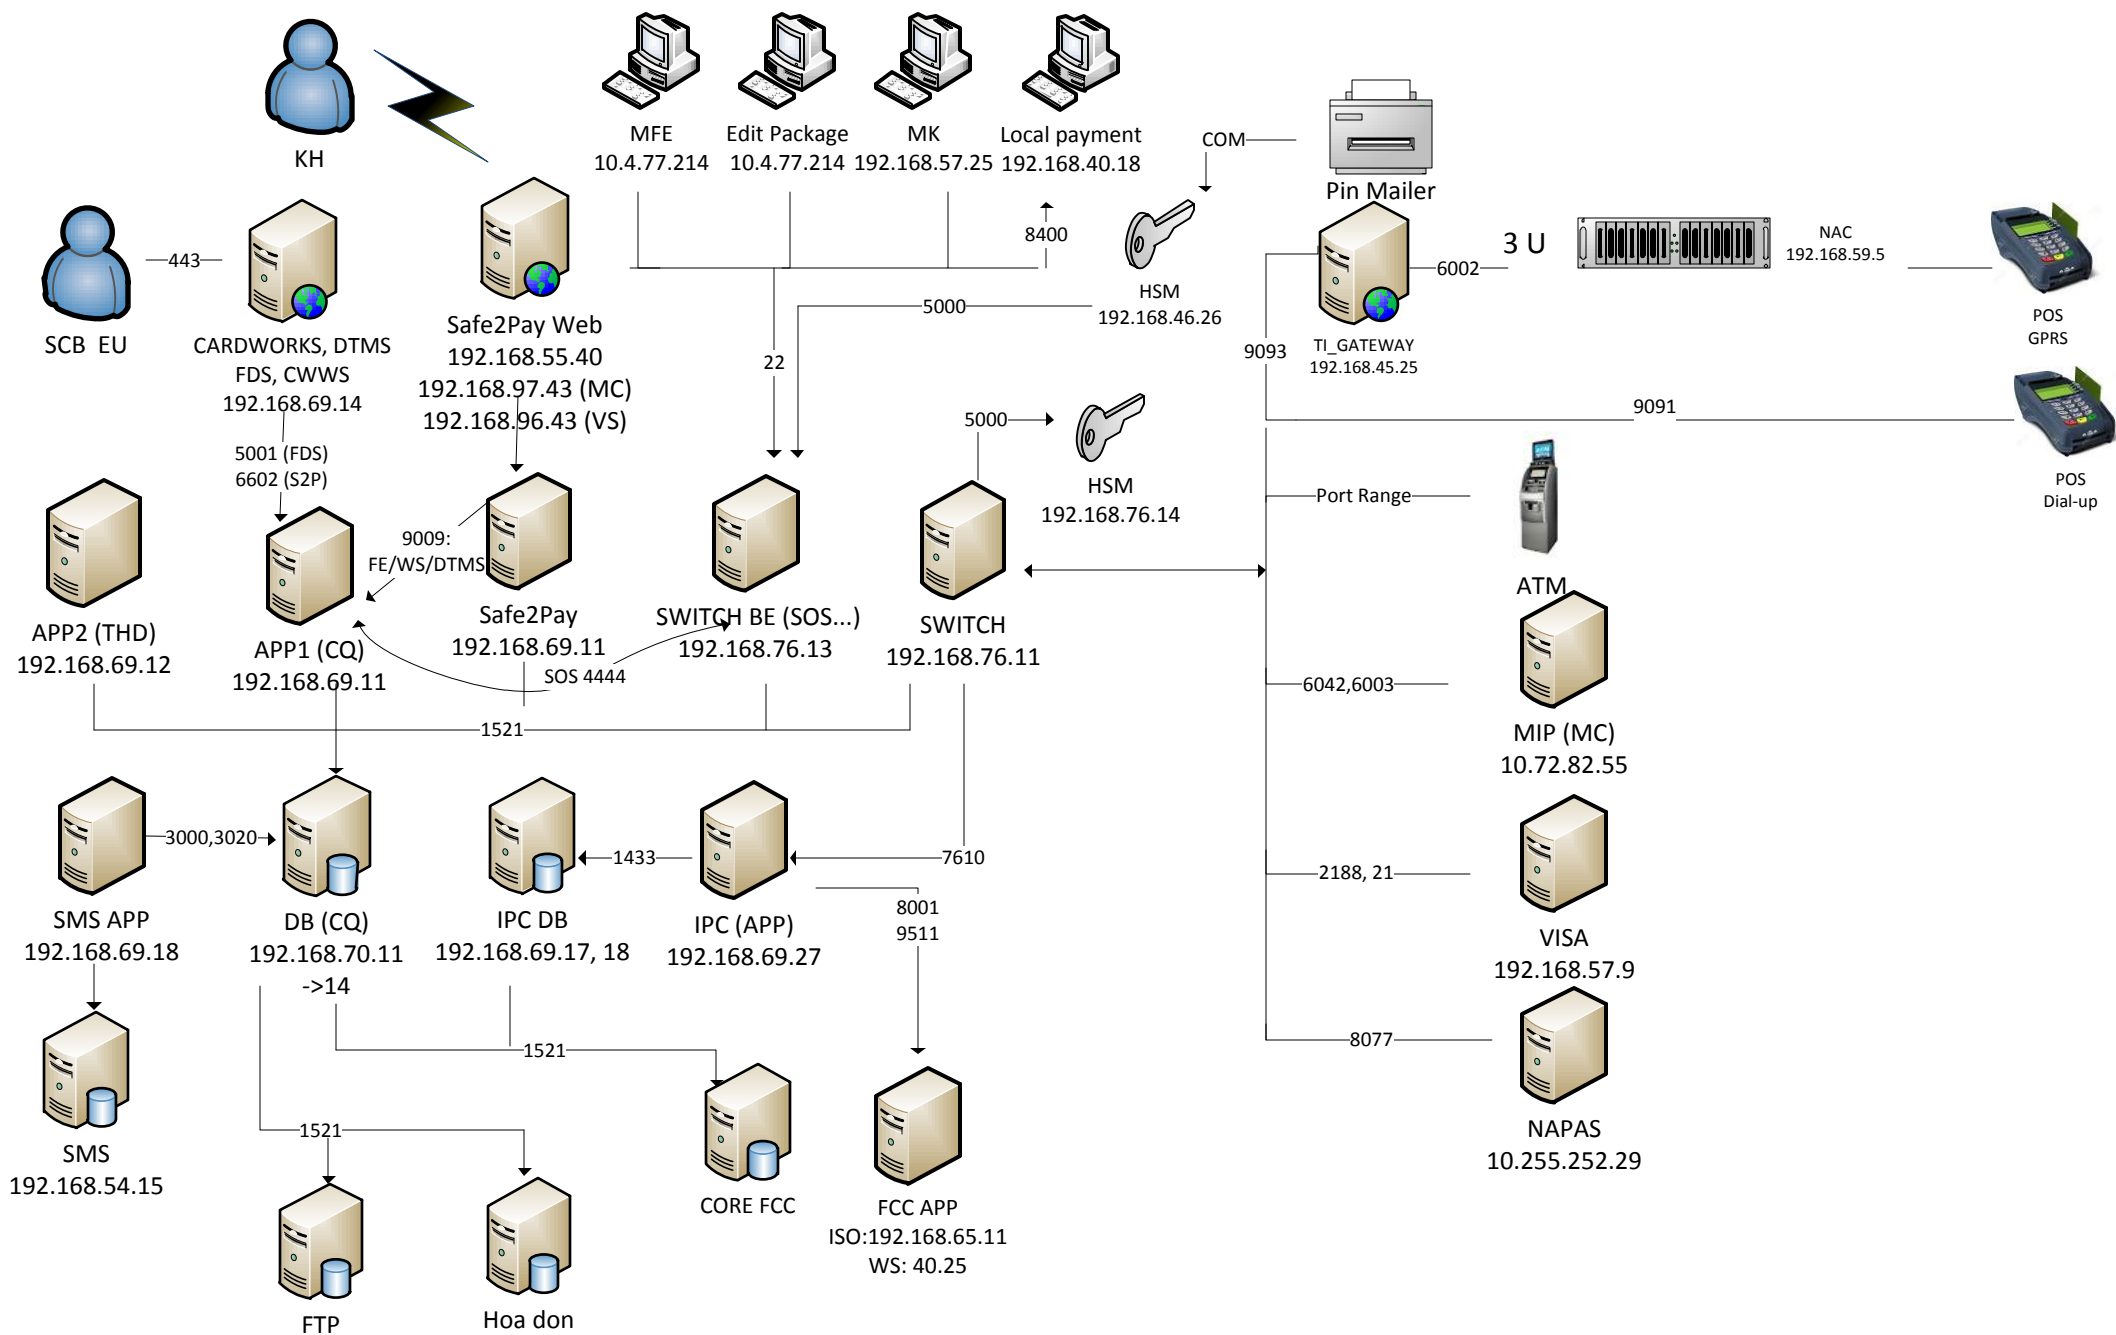 KH
MFE
10.4.77.214
Edit Package
10.4.77.214
MK
192.168.57.25
Local payment
192.168.40.18
COM
Pin Mailer
8400
443
SCB EU
CARDWORKS, DTMS
FDS, CWWS
192.168.69.14
Safe2Pay Web
192.168.55.40
192.168.97.43 (MC)
192.168.96.43 (VS)
HSM
192.168.46.26
5000
22
TI_GATEWAY
192.168.45.25
6002
3 U
NAC
192.168.59.5
POS
GPRS
9093
9091
POS
Dial-up
5001 (FDS)
6602 (S2P)
5000
HSM
192.168.76.14
Port Range
ATM
9009:
FE/WS/DTMS
APP2 (THD)
192.168.69.12
APP1 (CQ)
192.168.69.11
Safe2Pay
192.168.69.11
SOS 4444
SWITCH BE (SOS...)
192.168.76.13
SWITCH
192.168.76.11
6042,6003
MIP (MC)
10.72.82.55
1521
3000,3020
1433
7610
2188, 21
SMS APP
192.168.69.18
DB (CQ)
192.168.70.11
->14
IPC DB
192.168.69.17, 18
IPC (APP)
192.168.69.27
8001
9511
VISA
192.168.57.9
1521
8077
1521
SMS
192.168.54.15
CORE FCC
FCC APP
ISO:192.168.65.11
WS: 40.25
NAPAS
10.255.252.29
FTP
Hoa don